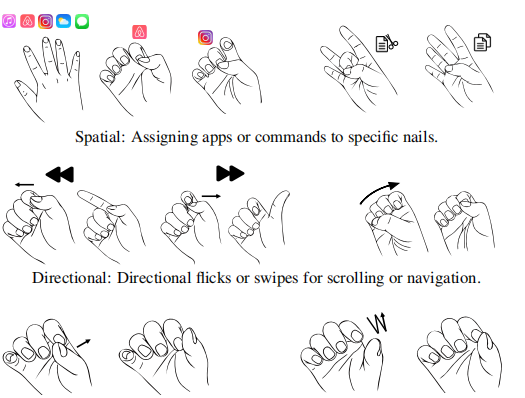 Spatial: Assigning apps or commands to specific nails.
Directional: Directional flicks or swipes for scrolling or navigation.
W